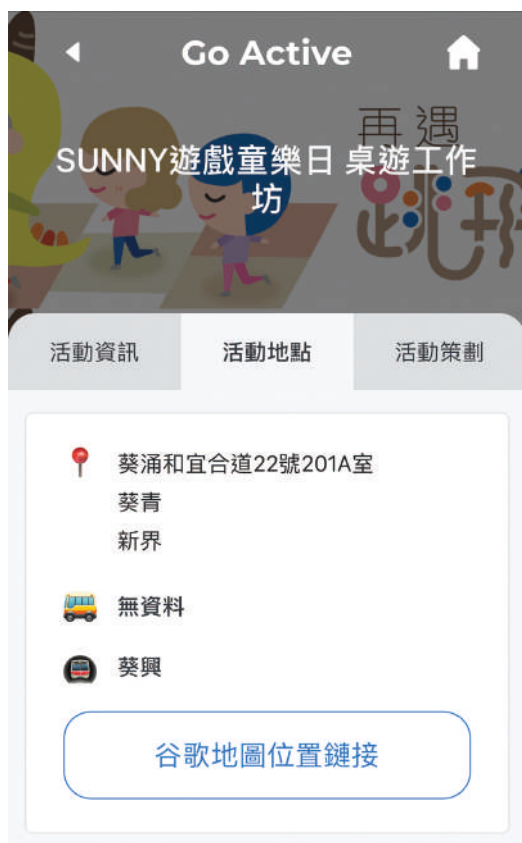 Go Active
再遇
SUNNY遊戲童樂日 桌遊工作
坊
活動資訊 活動地點 活動策劃
葵涌和宜合道22號201A室
葵青
新界
無資料
葵興
谷歌地圖位置鏈接